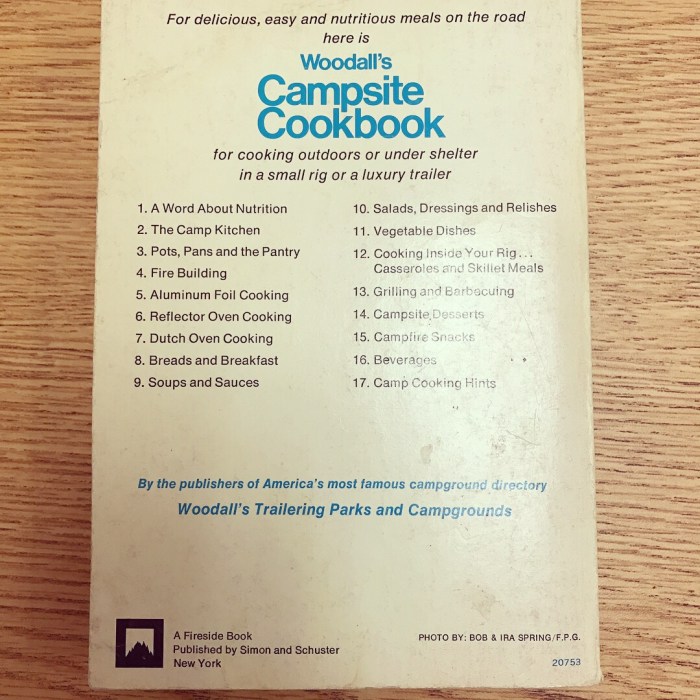 For delicious, easy and nutritious meals on the road
here is
Woodall's
Campsite
Cookbook
for cooking outdoors or under shelter
in a small rig or a luxury trailer
1. A Word About Nutrition
2. The Camp Kitchen
3. Pots, Pans and the Pantry
4. Fire Building
5. Aluminum Foil Cooking
6. Reflector Oven Cooking
7. Dutch Oven Cooking
8. Breads and Breakfast
9. Soups and Sauces
10. Salads, Dressings and Relishes
11. Vegetable Dishes
12. Cooking Inside Your Rig...
Casseroles and Skillet Meals
13. Grilling and Barbecuing
14. Campsite Desserts
15. Campfire Snacks
16. Beverages
17. Camp Cooking Hints
By the publishers of America's most famous campground directory
Woodall's Trailering Parks and Campgrounds
A Fireside Book
Published by Simon and Schuster
New York
PHOTO BY: BOB & IRA SPRING/F.P.G.
20753